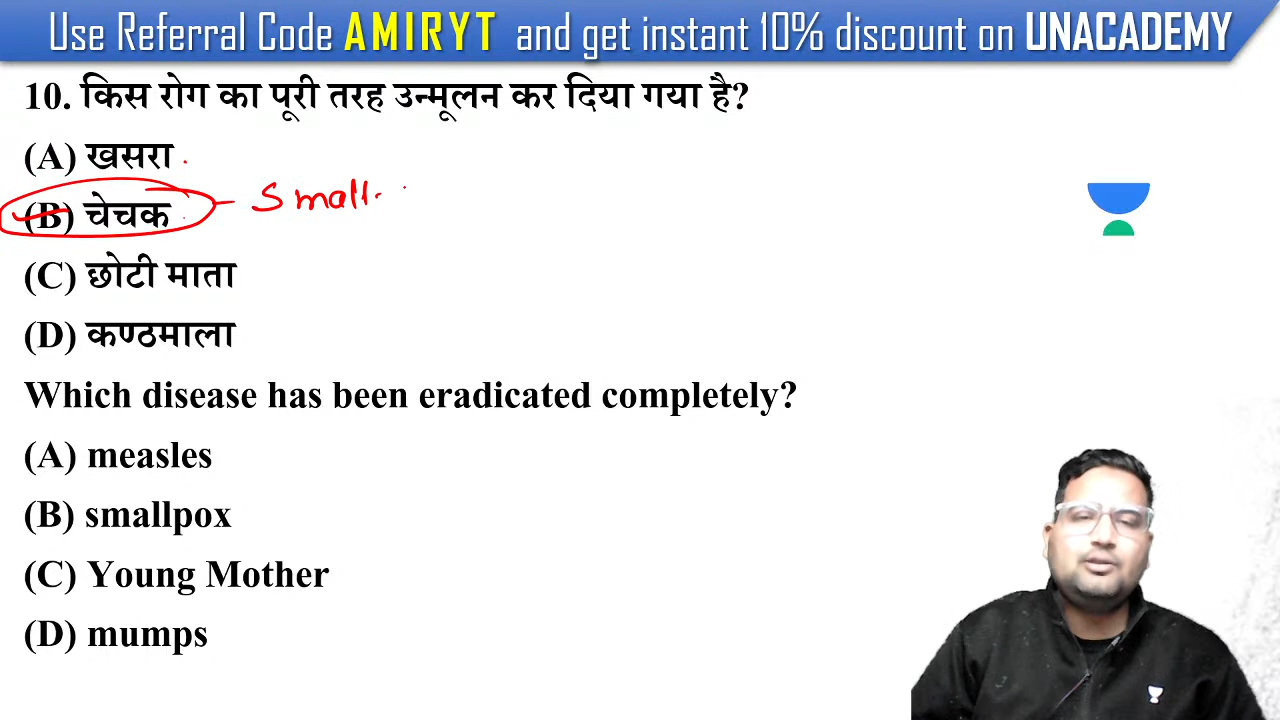 Use Referral Code AMIRYT and get instant 10% discount on UNACADEMY
10. किस रोग का पूरी तरह उन्मूलन कर दिया गया है?
(A) खसरा
(B) चेचक - Small
(C) छोटी माता
(D) कण्ठमाला
Which disease has been eradicated completely?
(A) measles
(B) smallpox
(C) Young Mother
(D) mumps